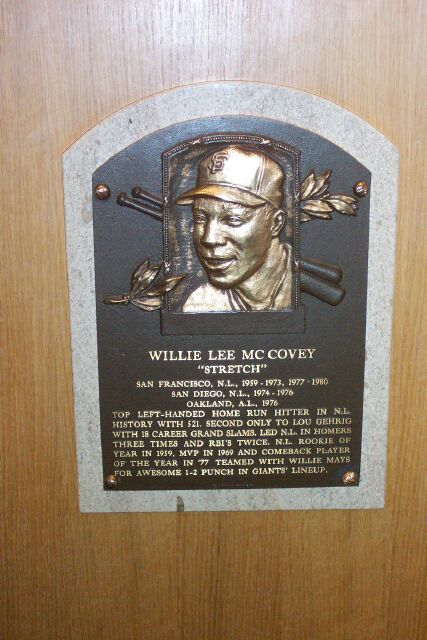 SF
WILLIE LEE MC COVEY
"STRETCH"
SAN FRANCISCO, N.L., 1959-1973, 1977-1980
SAN DIEGO, N.L., 1974-1976
OAKLAND, A.L., 1976
TOP LEFT-HANDED HOME RUN HITTER IN N.L.
HISTORY WITH 521. SECOND ONLY TO LOU GEHRIG
WITH 18 CAREER GRAND SLAMS. LED N.L. IN HOMERS
THREE TIMES AND RBI'S TWICE. N.L. ROOKIE OF
YEAR IN 1959, MVP IN 1969 AND COMEBACK PLAYER
OF THE YEAR IN '77 TEAMED WITH WILLIE MAYS
FOR AWESOME 1-2 PUNCH IN GIANTS' LINEUP.